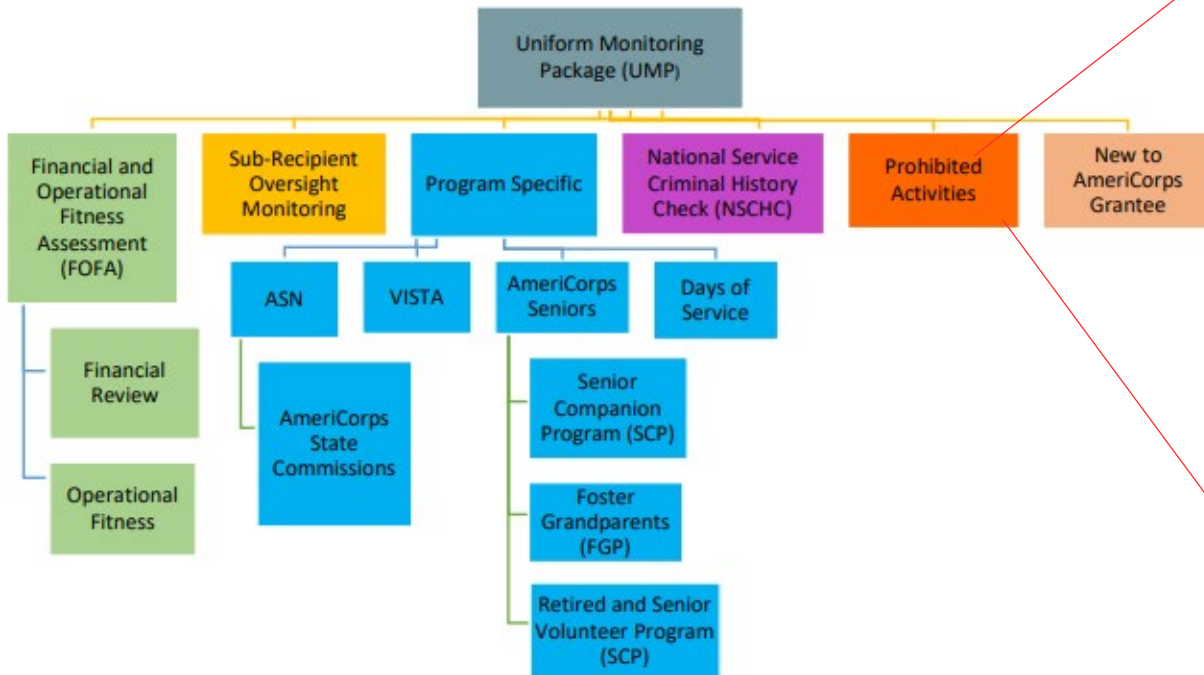 Uniform Monitoring
Package (UMP)
Financial and
Operational
Fitness
Assessment
(FOFA)
Sub-Recipient
Oversight
Monitoring
Program Specific
National Service
Criminal History
Check (NSCHC)
Prohibited
Activities
New to
AmeriCorps
Grantee
ASN
VISTA
AmeriCorps
Seniors
Days of
Service
Financial
Review
Operational
Fitness
AmeriCorps
State
Commissions
Senior
Companion
Program (SCP)
Foster
Grandparents
(FGP)
Retired and Senior
Volunteer Program
(SCP)